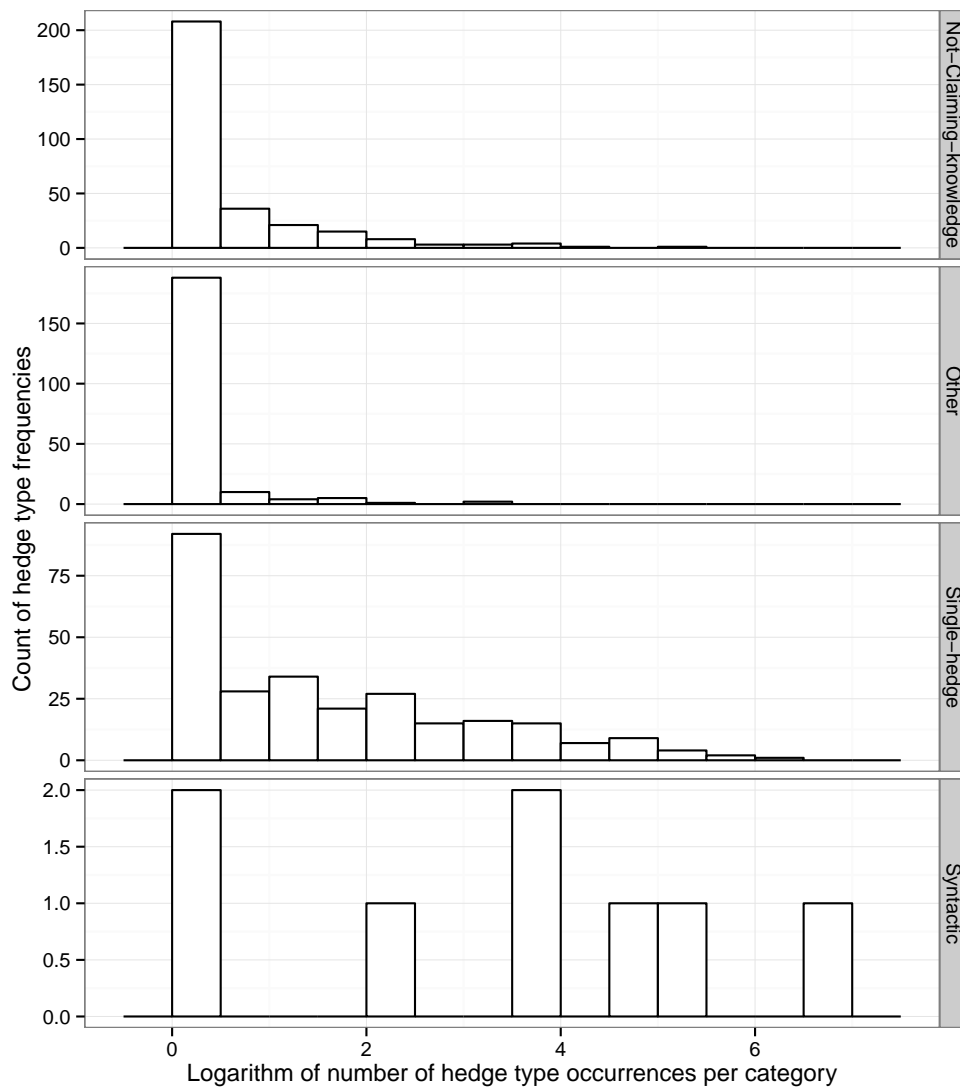 Count of hedge type frequencies
200
150
100
50
0
Not−Claiming−knowledge
150
100
50
0
Other
75
50
25
0
Single−hedge
2.0
1.5
1.0
0.5
0.0
Syntactic
0 2 4 6
Logarithm of number of hedge type occurrences per category